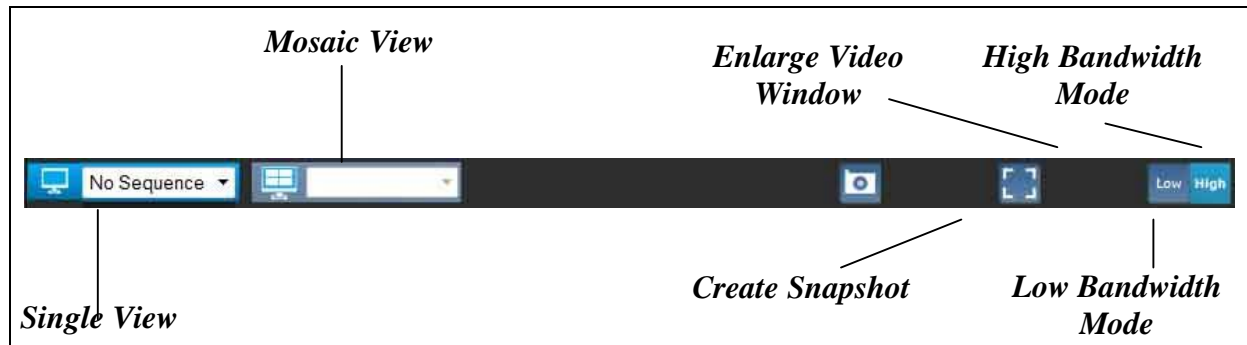 Mosaic View
Enlarge Video
Window
High Bandwidth
Mode
No Sequence
Low
High
Single View
Create Snapshot
Low Bandwidth
Mode